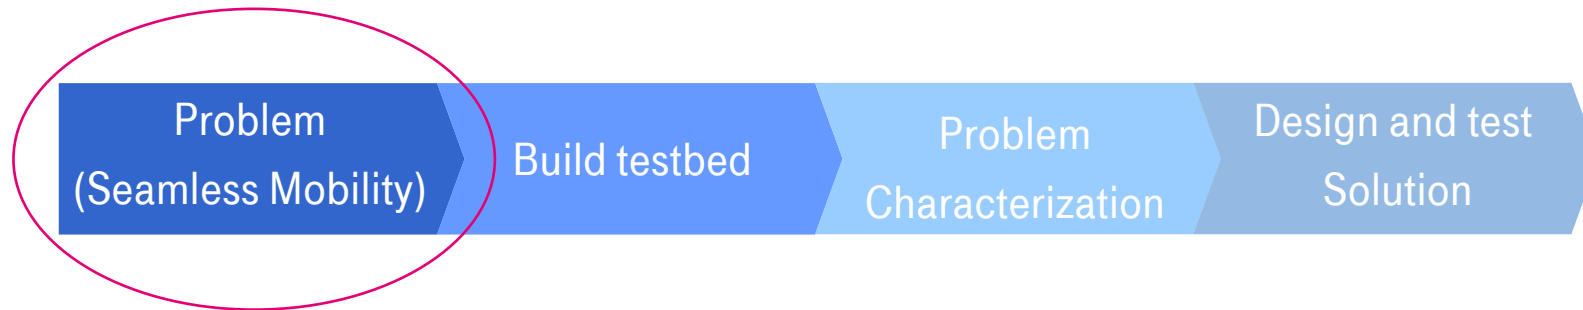 Problem
(Seamless Mobility)
Build testbed
Problem
Characterization
Design and test
Solution